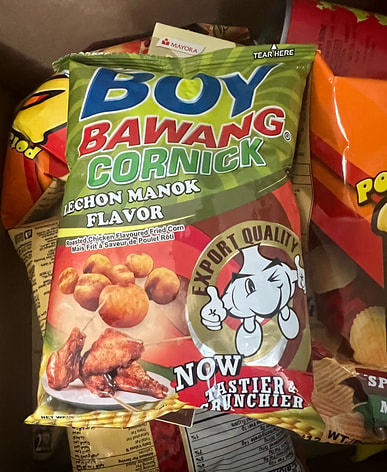 MAYORA
TEAR HERE
BOY
BAWANG®
CORNICK
LECHON MANOK
FLAVOR
Roasted Chicken Flavoured Fried Corn
Maïs Frit à Saveur de Poulet Rôti
EXPORT QUALITY
NOW
TASTIER &
CRUNCHIER